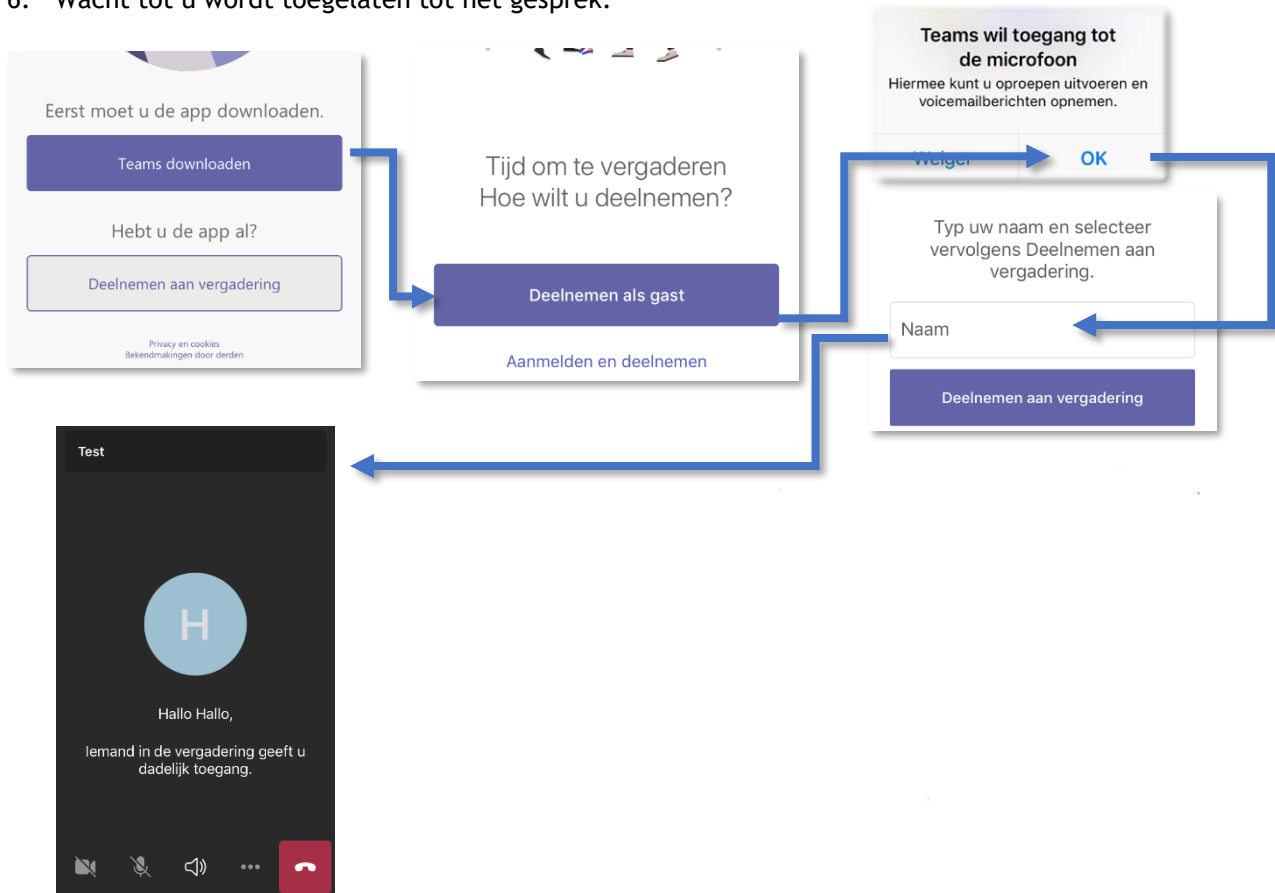 6. Wacht tot u wordt toegelaten tot het gesprek.
Eerst moet u de app downloaden.
Teams downloaden
Hebt u de app al?
Deelnemen aan vergadering
Privacy en cookies
Bekendmakingen door derden
Tijd om te vergaderen
Hoe wilt u deelnemen?
Deelnemen als gast
Aanmelden en deelnemen
Teams wil toegang tot
de microfoon
Hiermee kunt u oproepen uitvoeren en
voicemailberichten opnemen.
Weiger
OK
Typ uw naam en selecteer
vervolgens Deelnemen aan
vergadering.
Naam
Deelnemen aan vergadering
Test
H
Hallo Hallo,
Iemand in de vergadering geeft u
dadelijk toegang.